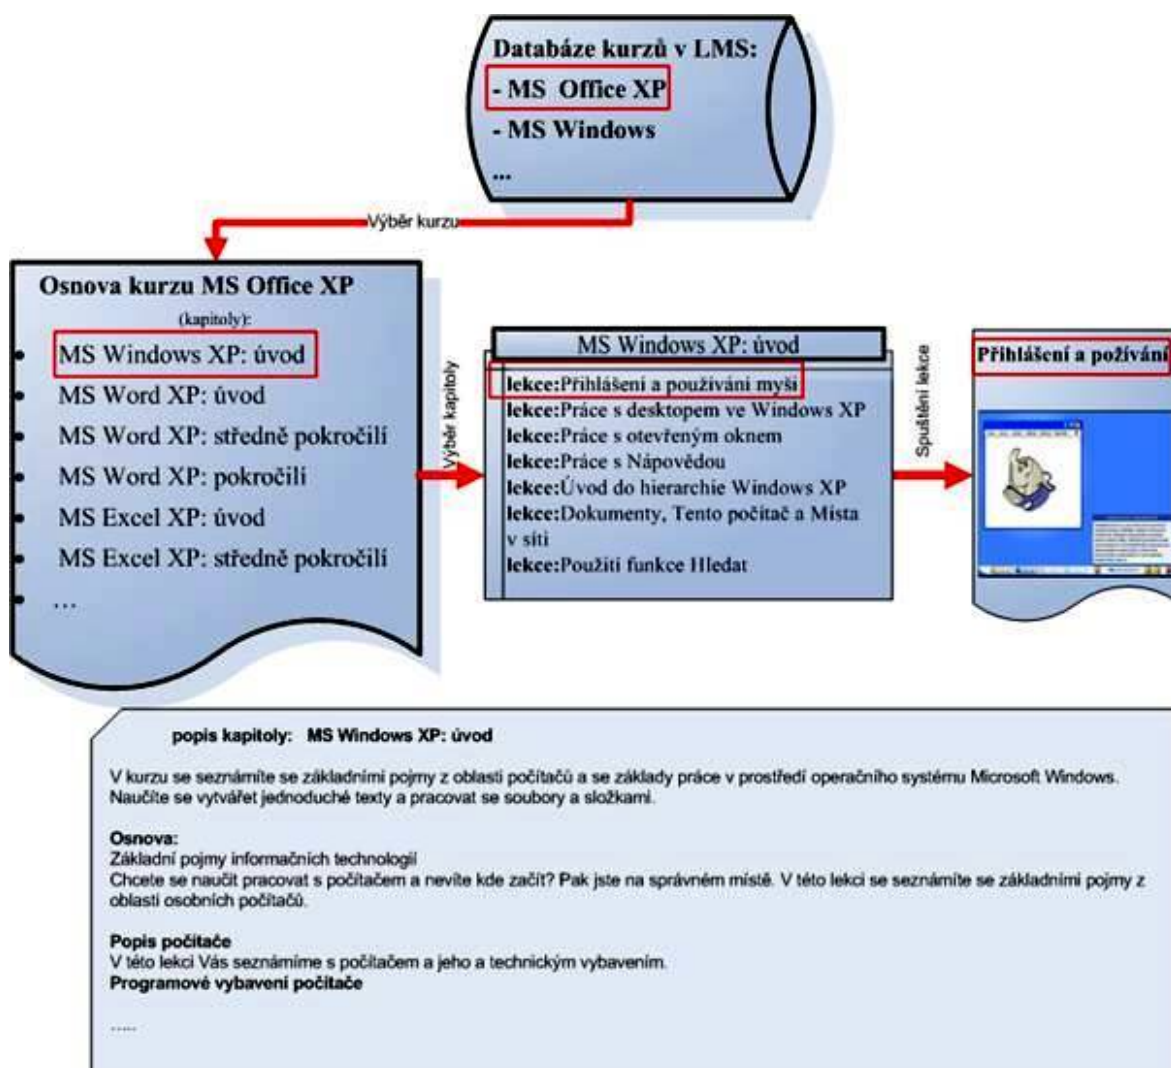 Databáze kurzů v LMS:
- MS Office XP
- MS Windows
...
Výběr kurzu
Osnova kurzu MS Office XP
(kapitoly):
MS Windows XP: úvod
MS Word XP: úvod
MS Word XP: středně pokročilí
MS Word XP: pokročilí
MS Excel XP: úvod
MS Excel XP: středně pokročilí
...
Výběr kapitoly
MS Windows XP: úvod
lekce:Přihlášení a používání myši
lekce:Práce s desktopem ve Windows XP
lekce:Práce s otevřeným oknem
lekce:Práce s Nápovědou
lekce:Úvod do hierarchie Windows XP
lekce:Dokumenty, Tento počítač a Místa
v síti
lekce:Použití funkce Hledat
Spuštění lekce
Přihlášení a požívání
popis kapitoly: MS Windows XP: úvod
V kurzu se seznámíte se základními pojmy z oblasti počítačů a se základy práce v prostředí operačního systému Microsoft Windows.
Naučíte se vytvářet jednoduché texty a pracovat se soubory a složkami.
Osnova:
Základní pojmy informačních technologií
Chcete se naučit pracovat s počítačem a nevíte kde začít? Pak jste na správném místě. V této lekci se seznámíte se základními pojmy z
oblasti osobních počítačů.
Popis počítače
V této lekci Vás seznámíme s počítačem a jeho a technickým vybavením.
Programové vybavení počítače
.....